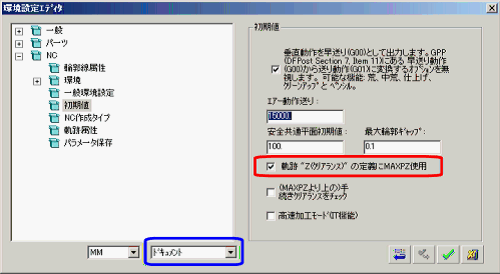 環境設定エディタ
一般
パーツ
NC
輪郭線属性
環境
一般環境設定
初期値
NC作成タイプ
軌跡属性
パラメータ保存
MM
ドキュメント
初期値
垂直動作を早送り(G00)として出力します。GPP
(DFPost Section 7, Item 11)にある 早送り動作
(G00)から送り動作 (G01)に変換するオプションを無
視します。 可能な機能: 荒、中荒、仕上げ、
クリーンアップ と ペンシル。
エアー動作送り:
15000.
安全共通平面初期値:
最大輪郭ギャップ:
100.
0.1
軌跡 "Z(クリアランス)" の定義にMAXPZ使用
(MAXPZより上の)手
続きクリアランスをチェック
高速加工モード(IT機能)